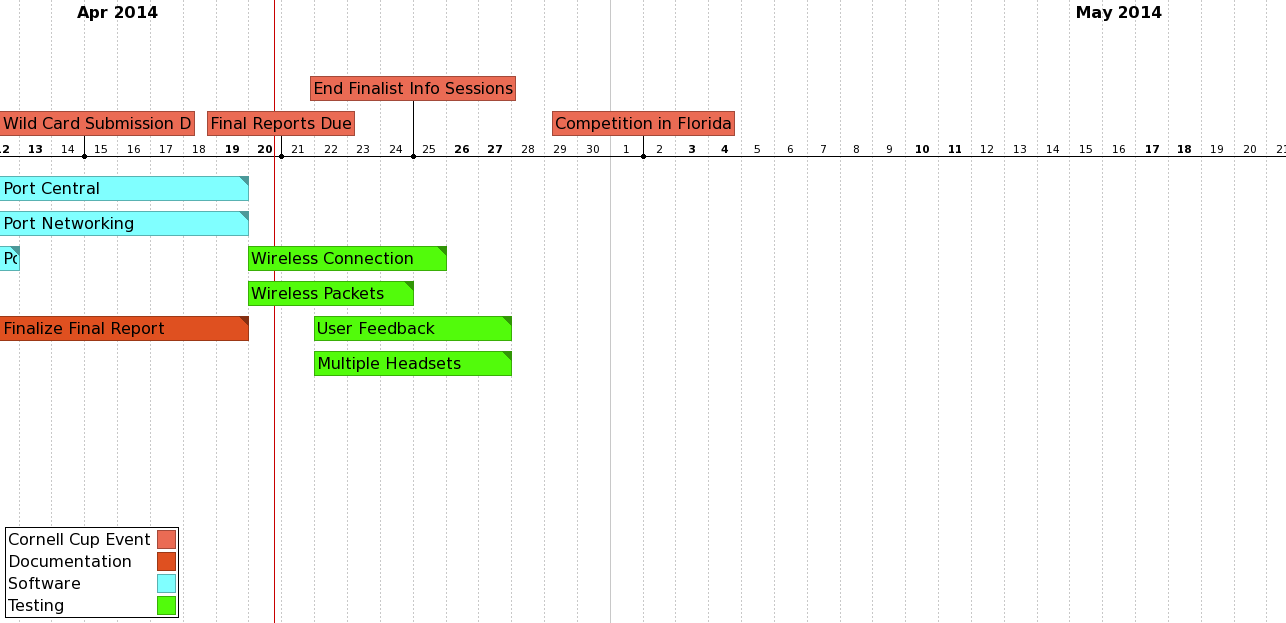 Apr 2014 May 2014
End Finalist Info Sessions
Wild Card Submission D Final Reports Due Competition in Florida
2 13 14 15 16 17 18 19 20 21 22 23 24 25 26 27 28 29 30 1 2 3 4 5 6 7 8 9 10 11 12 13 14 15 16 17 18 19 20 21
Port Central
Port Networking
Po Wireless Connection
Wireless Packets
Finalize Final Report User Feedback
Multiple Headsets
Cornell Cup Event
Documentation
Software
Testing